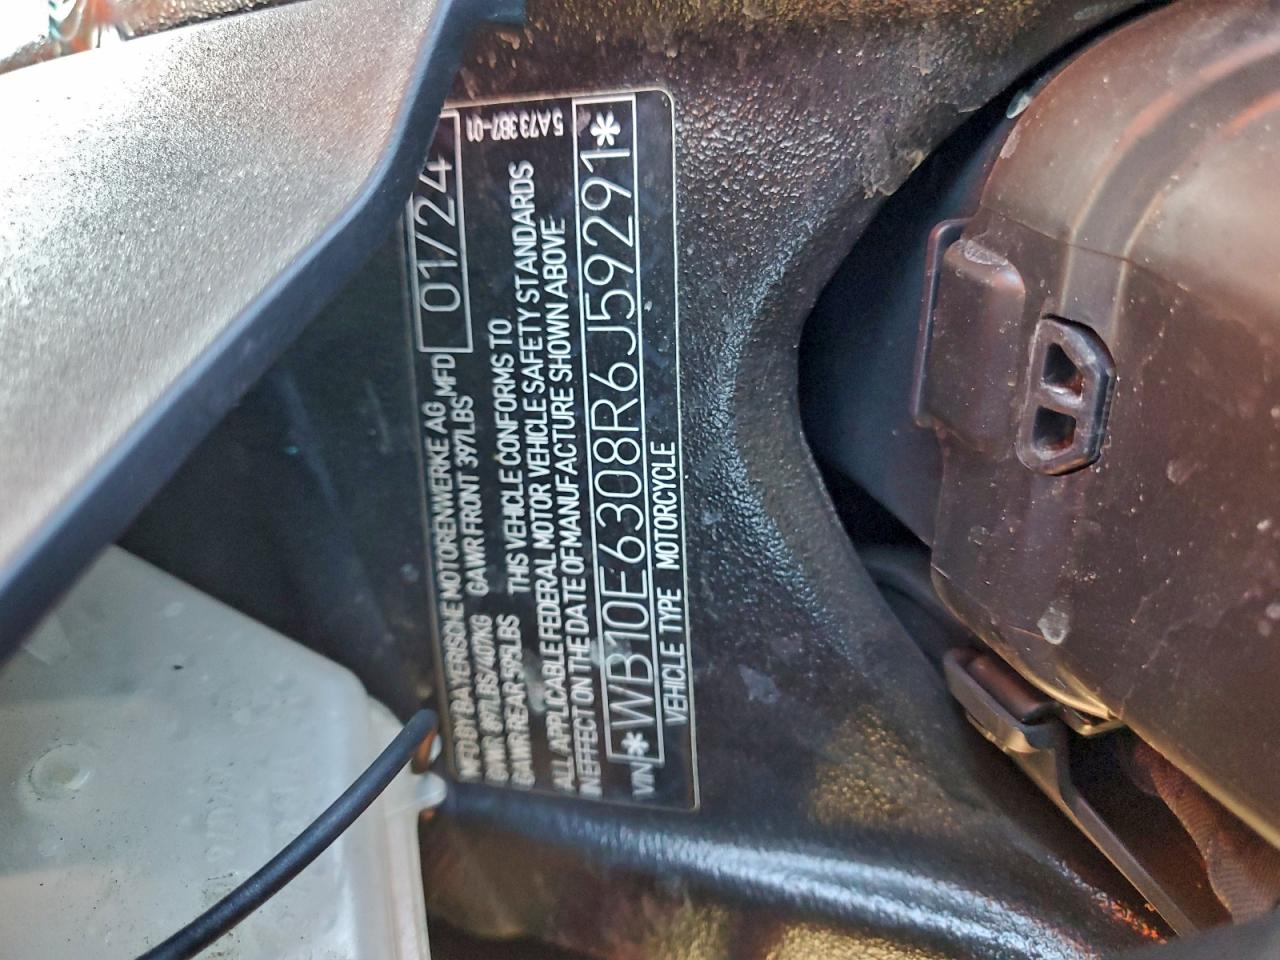 MFD BY BAYERISCHE MOTORENWERKE AG MFD 01/24
GVWR 897LBS/407KG GAWR FRONT 397LBS
GAWR REAR 595LBS THIS VEHICLE CONFORMS TO
ALL APPLICABLE FEDERAL MOTOR VEHICLE SAFETY STANDARDS
IN EFFECT ON THE DATE OF MANUFACTURE SHOWN ABOVE
5A733B7-01
VIN *WB10E6308R6J59291*
VEHICLE TYPE MOTORCYCLE